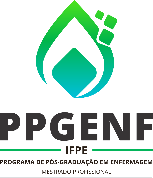 PPGENF
IFPE
PROGRAMA DE PÓS-GRADUAÇÃO EM ENFERMAGEM
MESTRADO PROFISSIONAL